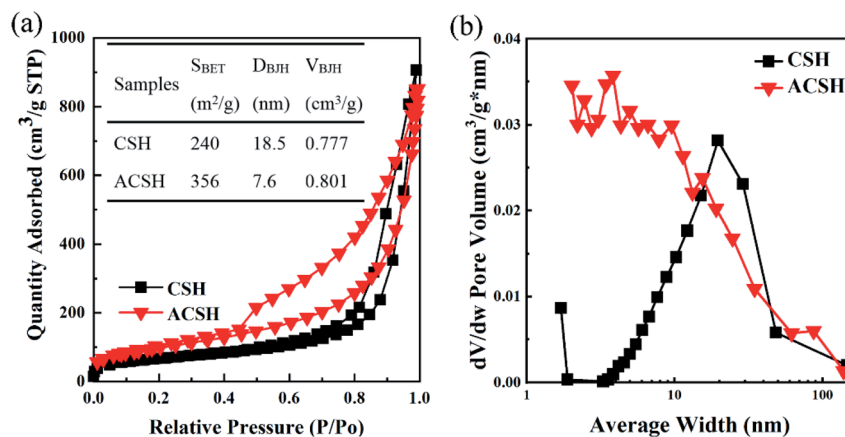 (a)
Quantity Adsorbed (cm³/g STP)
1000
800
600
400
200
0
Samples S_BET D_BJH V_BJH
(m²/g) (nm) (cm³/g)
CSH 240 18.5 0.777
ACSH 356 7.6 0.801
CSH
ACSH
0.0 0.2 0.4 0.6 0.8 1.0
Relative Pressure (P/Po)
(b)
dV/dw Pore Volume (cm³/g*nm)
0.04
0.03
0.02
0.01
0.00
CSH
ACSH
1 10 100
Average Width (nm)